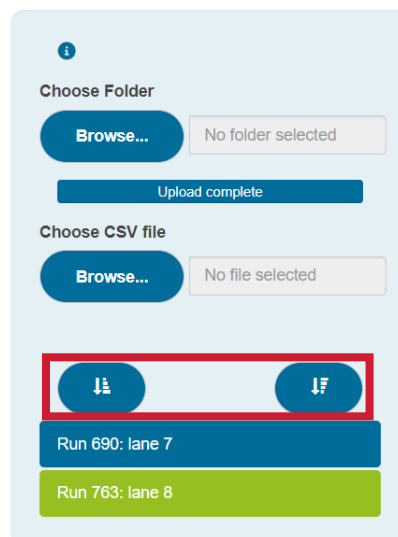 Choose Folder
Browse... No folder selected
Upload complete
Choose CSV file
Browse... No file selected
Run 690: lane 7
Run 763: lane 8